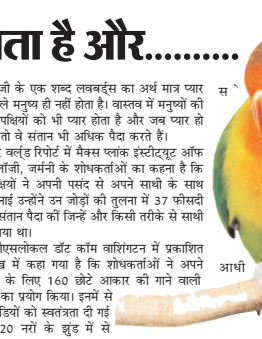 ता है और..........
जी के एक शब्द लवबर्ड्स का अर्थ मात्र प्यार
ले मनुष्य ही नहीं होता है। वास्तव में मनुष्यों की
पक्षियों को भी प्यार होता है और जब प्यार हो
तो वे संतान भी अधिक पैदा करते हैं।
वर्ल्ड रिपोर्ट में मैक्स प्लांक इंस्टीट्यूट ऑफ
लॉजी, जर्मनी के शोधकर्ताओं का कहना है कि
क्षियों ने अपनी पसंद से अपने साथी के साथ
नाई उन्होंने उन जोड़ों की तुलना में 37 फीसदी
संतान पैदा कीं जिन्हें और किसी तरीके से साथी
गया था।
ीएसलोकल डॉट कॉम वाशिंगटन में प्रकाशित
ख में कहा गया है कि शोधकर्ताओं ने अपने
के लिए 160 छोटे आकार की गाने वाली
का प्रयोग किया। इनमें से
डियों को स्वतंत्रता दी गई
20 नरों के झुंड में से
स
आधी